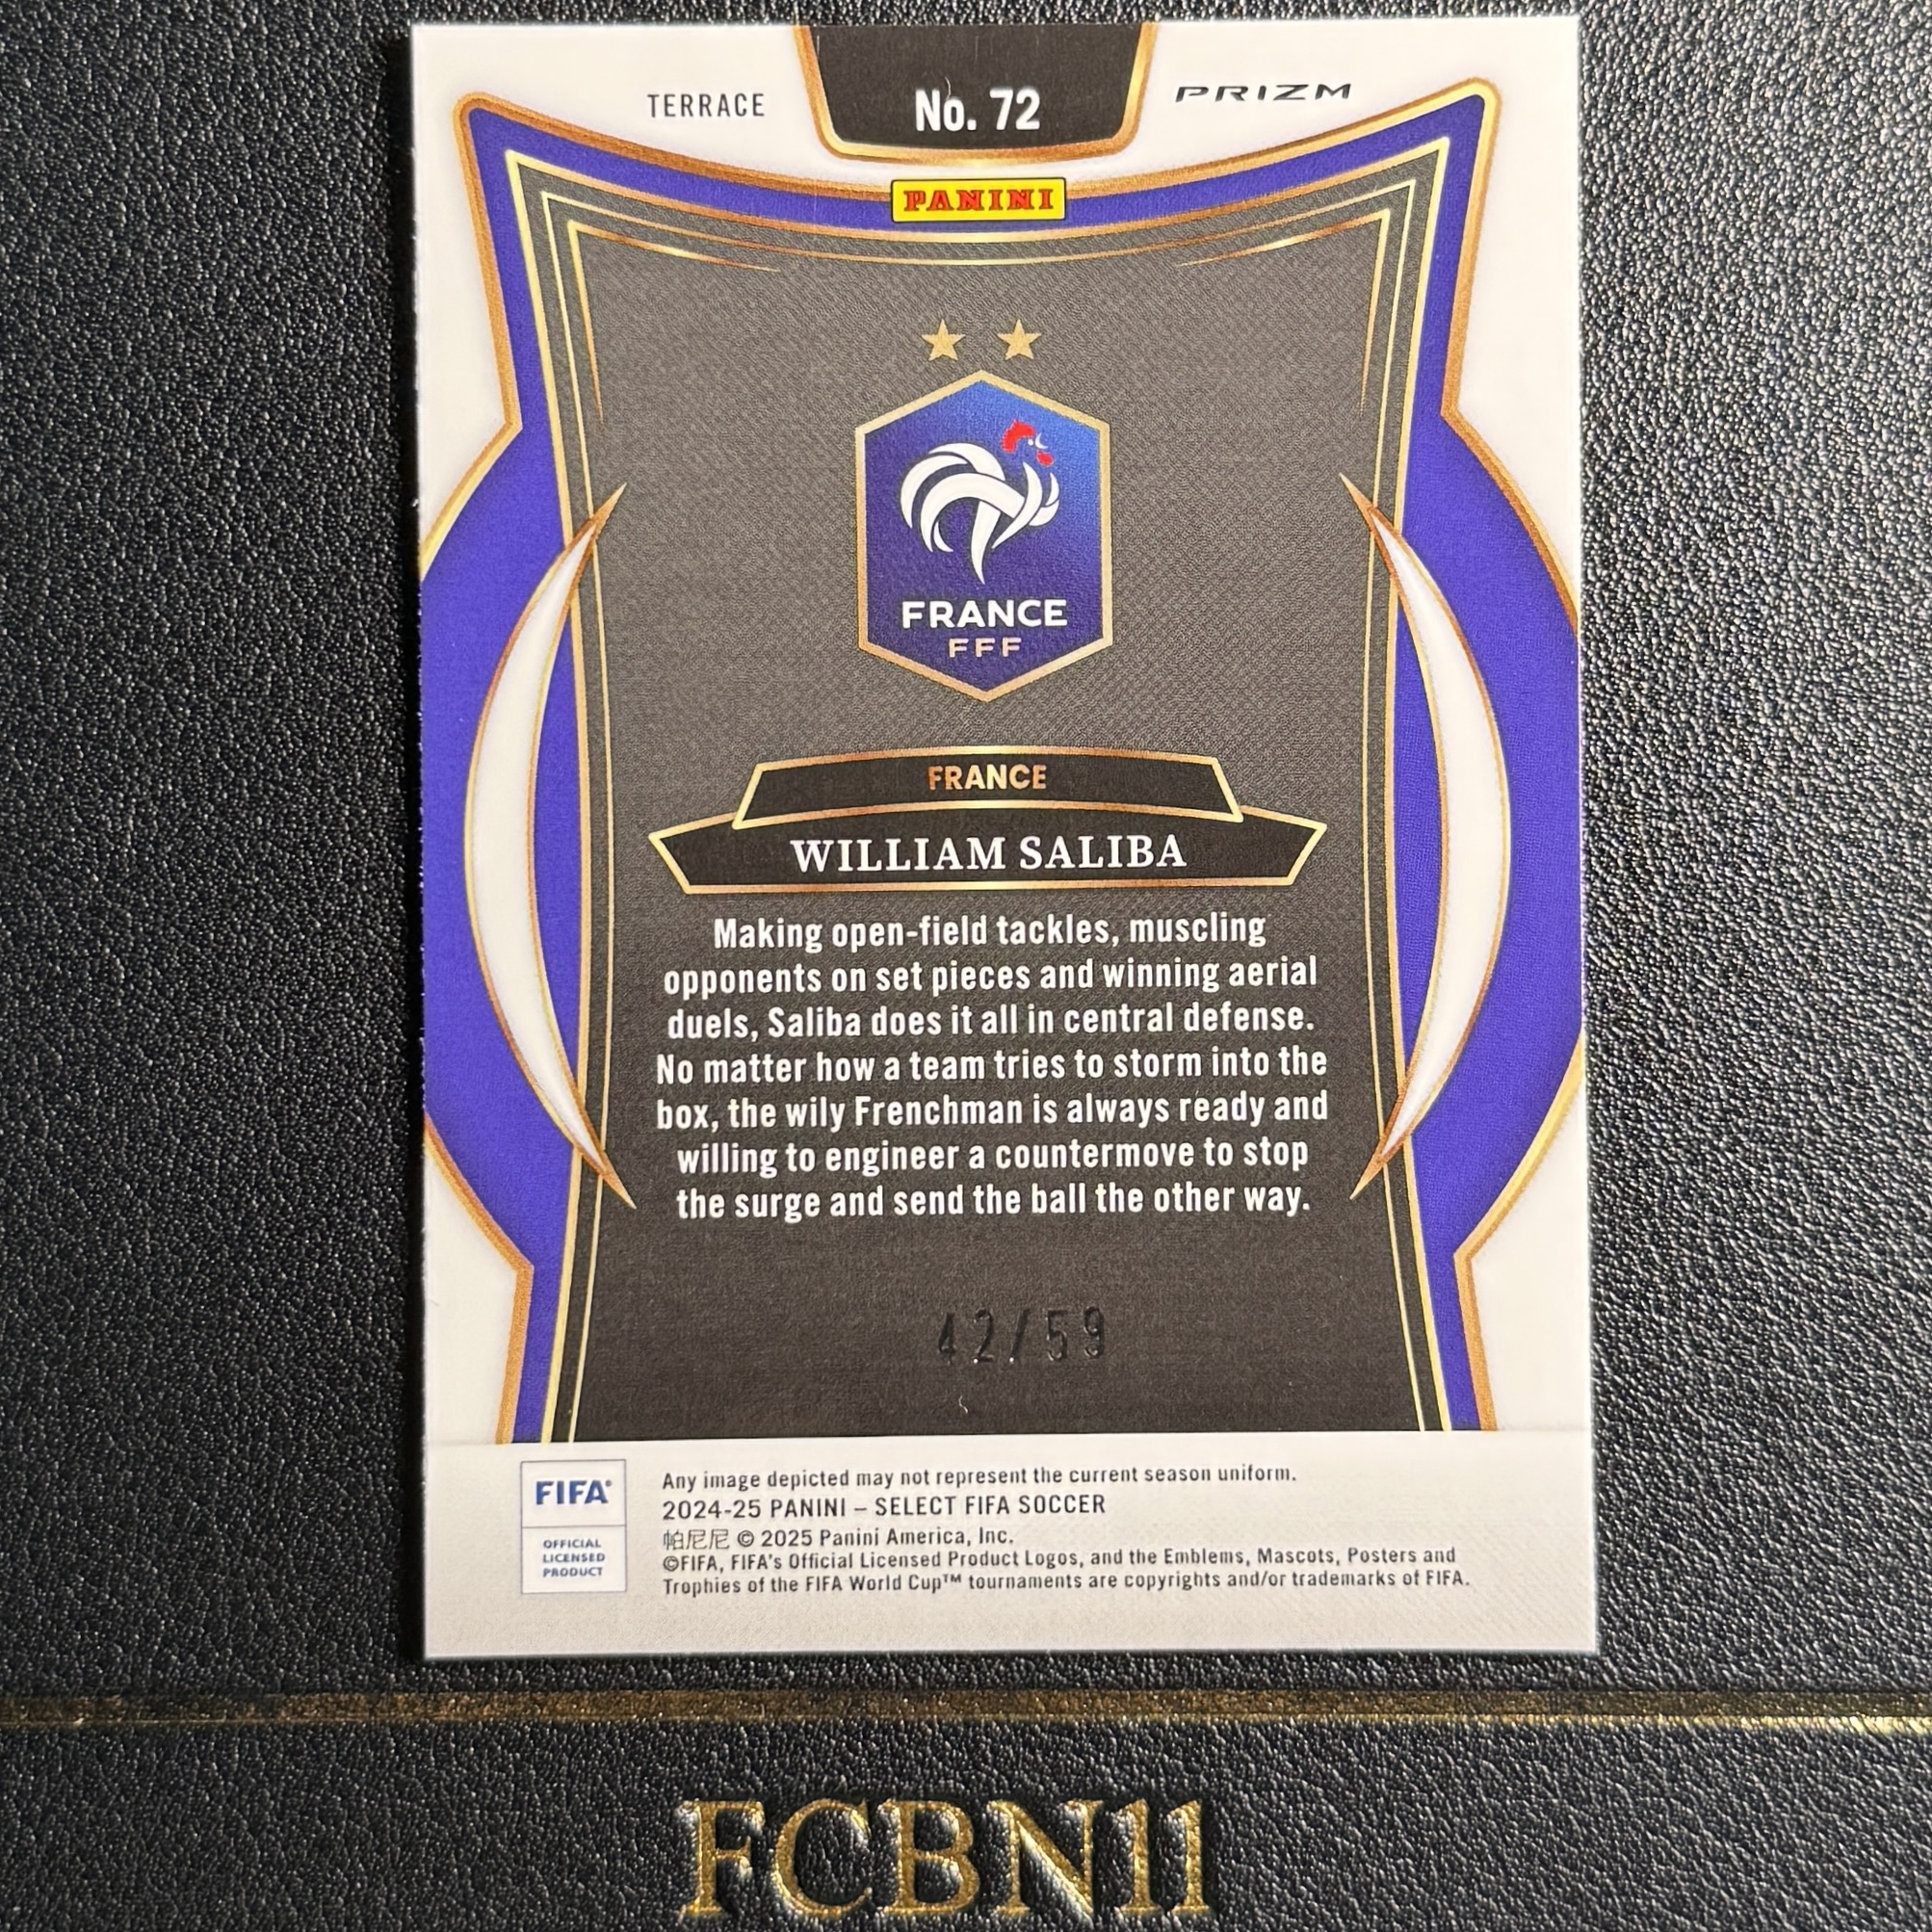 TERRACE
No. 72
PRIZM
PANINI
FRANCE
FFF
FRANCE
WILLIAM SALIBA
Making open-field tackles, muscling
opponents on set pieces and winning aerial
duels, Saliba does it all in central defense.
No matter how a team tries to storm into the
box, the wily Frenchman is always ready and
willing to engineer a countermove to stop
the surge and send the ball the other way.
42/59
FIFA®
OFFICIAL
LICENSED
PRODUCT
Any image depicted may not represent the current season uniform.
2024-25 PANINI – SELECT FIFA SOCCER
帕尼尼 © 2025 Panini America, Inc.
©FIFA, FIFA's Official Licensed Product Logos, and the Emblems, Mascots, Posters and
Trophies of the FIFA World Cup™ tournaments are copyrights and/or trademarks of FIFA.
FCBN11